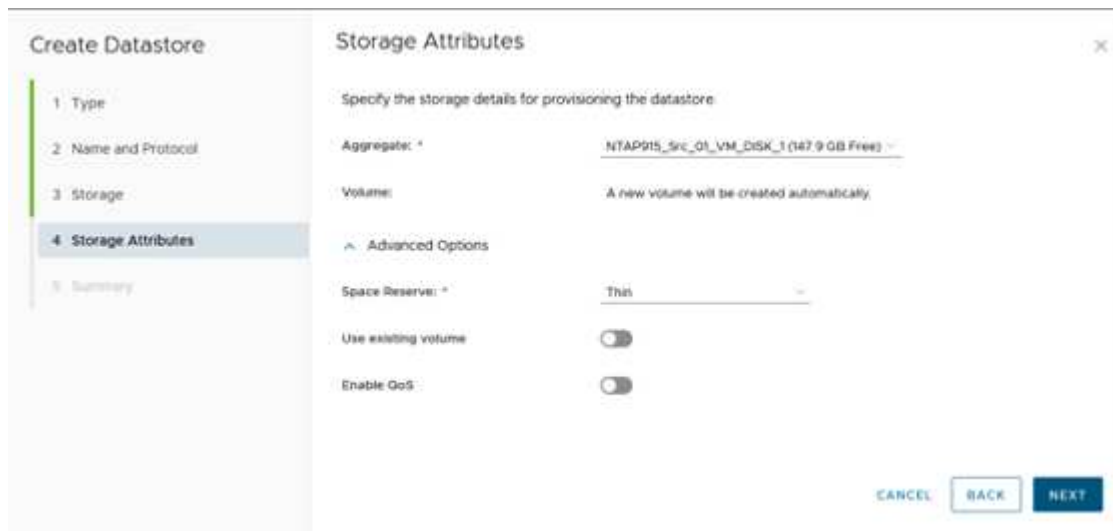 Create Datastore
1 Type
2 Name and Protocol
3 Storage
4 Storage Attributes
5 Summary
Storage Attributes
Specify the storage details for provisioning the datastore.
Aggregate: * NTAP915_Src_01_VM_DISK_1 (147.9 GB Free)
Volume: A new volume will be created automatically.
Advanced Options
Space Reserve: * Thin
Use existing volume
Enable QoS
CANCEL BACK NEXT